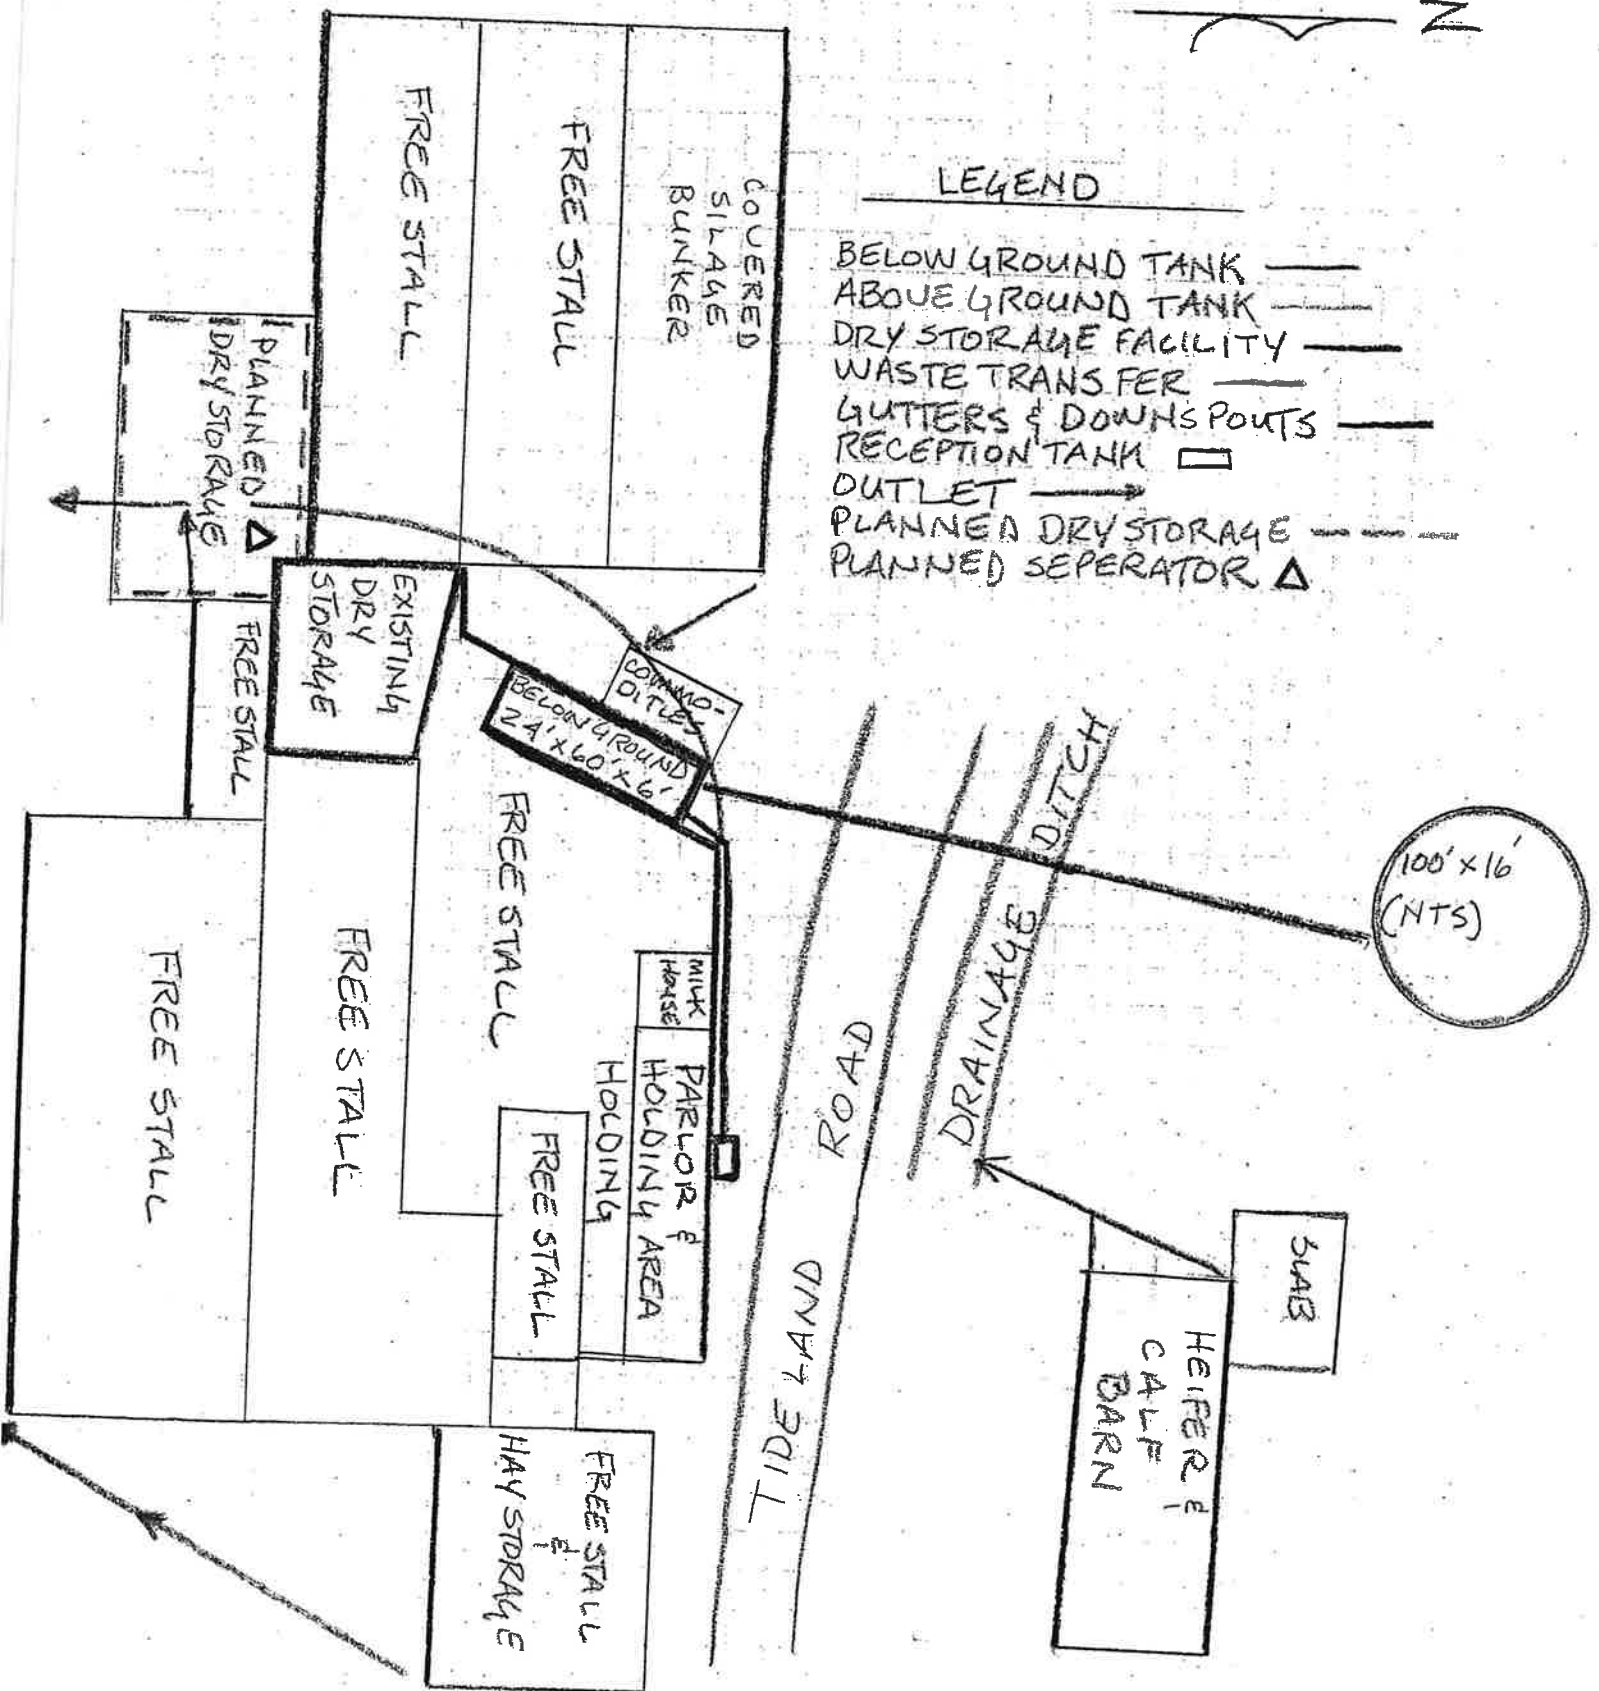 N
LEGEND
BELOW GROUND TANK
ABOVE GROUND TANK
DRY STORAGE FACILITY
WASTE TRANSFER
GUTTERS & DOWNSPOUTS
RECEPTION TANK
OUTLET
PLANNED DRY STORAGE
PLANNED SEPERATOR
COVERED
SILAGE
BUNKER
FREE STALL
FREE STALL
PLANNED
DRY STORAGE
EXISTING
DRY
STORAGE
FREE STALL
COMMO-
DITIES
BELOW GROUND
24'X60'X6'
FREE STALL
100'X16'
(NTS)
DRAINAGE DITCH
TIDELAND ROAD
MILK
HOUSE
PARLOR &
HOLDING AREA
HOLDING
FREE STALL
FREE STALL
FREE STALL
FREE STALL
&
HAY STORAGE
SLAB
HEIFER &
CALF
BARN